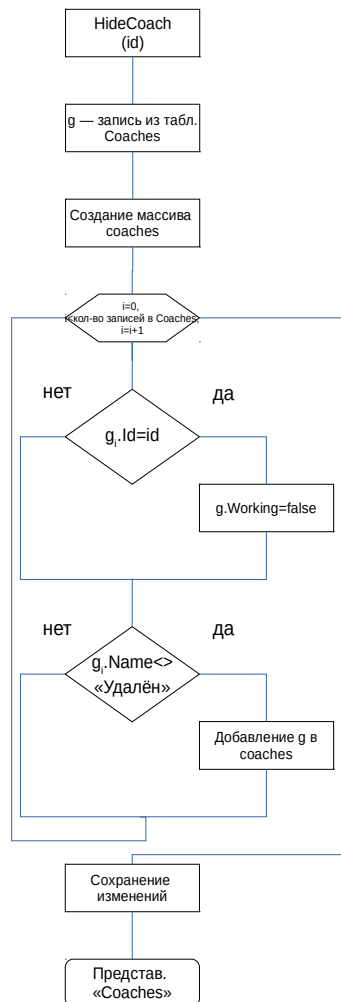 HideCoach
(id)
g — запись из табл.
Coaches
Создание массива
coaches
i=0,
i<кол-во записей в Coaches,
i=i+1
нет
да
gᵢ.Id=id
g.Working=false
нет
да
gᵢ.Name<>
«Удалён»
Добавление g в
coaches
Сохранение
изменений
Представ.
«Coaches»